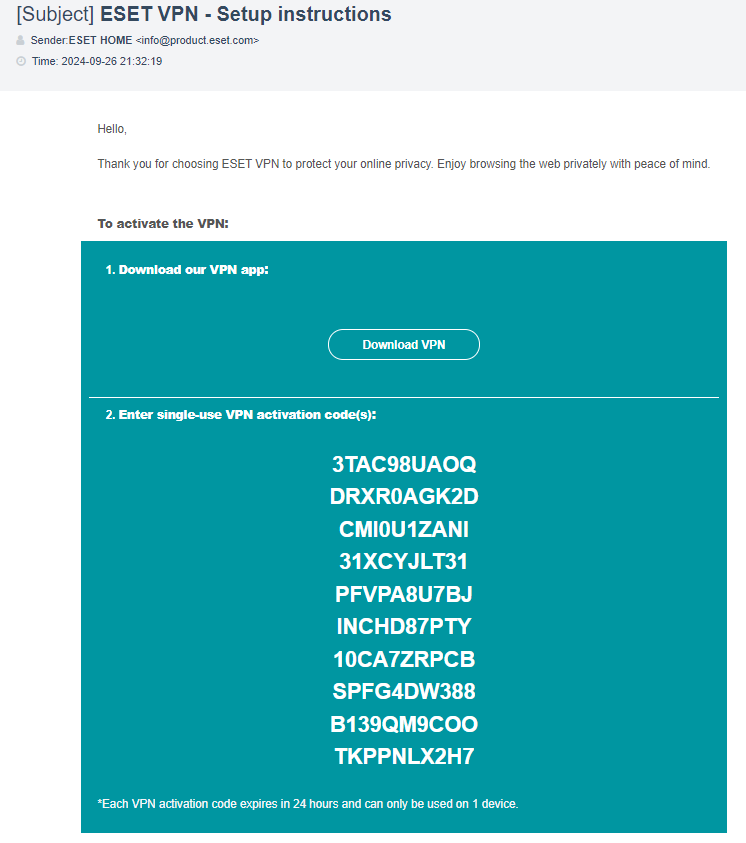 [Subject] ESET VPN - Setup instructions
Sender:ESET HOME <info@product.eset.com>
Time: 2024-09-26 21:32:19
Hello,
Thank you for choosing ESET VPN to protect your online privacy. Enjoy browsing the web privately with peace of mind.
To activate the VPN:
1. Download our VPN app:
Download VPN
2. Enter single-use VPN activation code(s):
3TAC98UAOQ
DRXR0AGK2D
CMI0U1ZANI
31XCYJLT31
PFVPA8U7BJ
INCHD87PTY
10CA7ZRPCB
SPFG4DW388
B139QM9COO
TKPPNLX2H7
*Each VPN activation code expires in 24 hours and can only be used on 1 device.